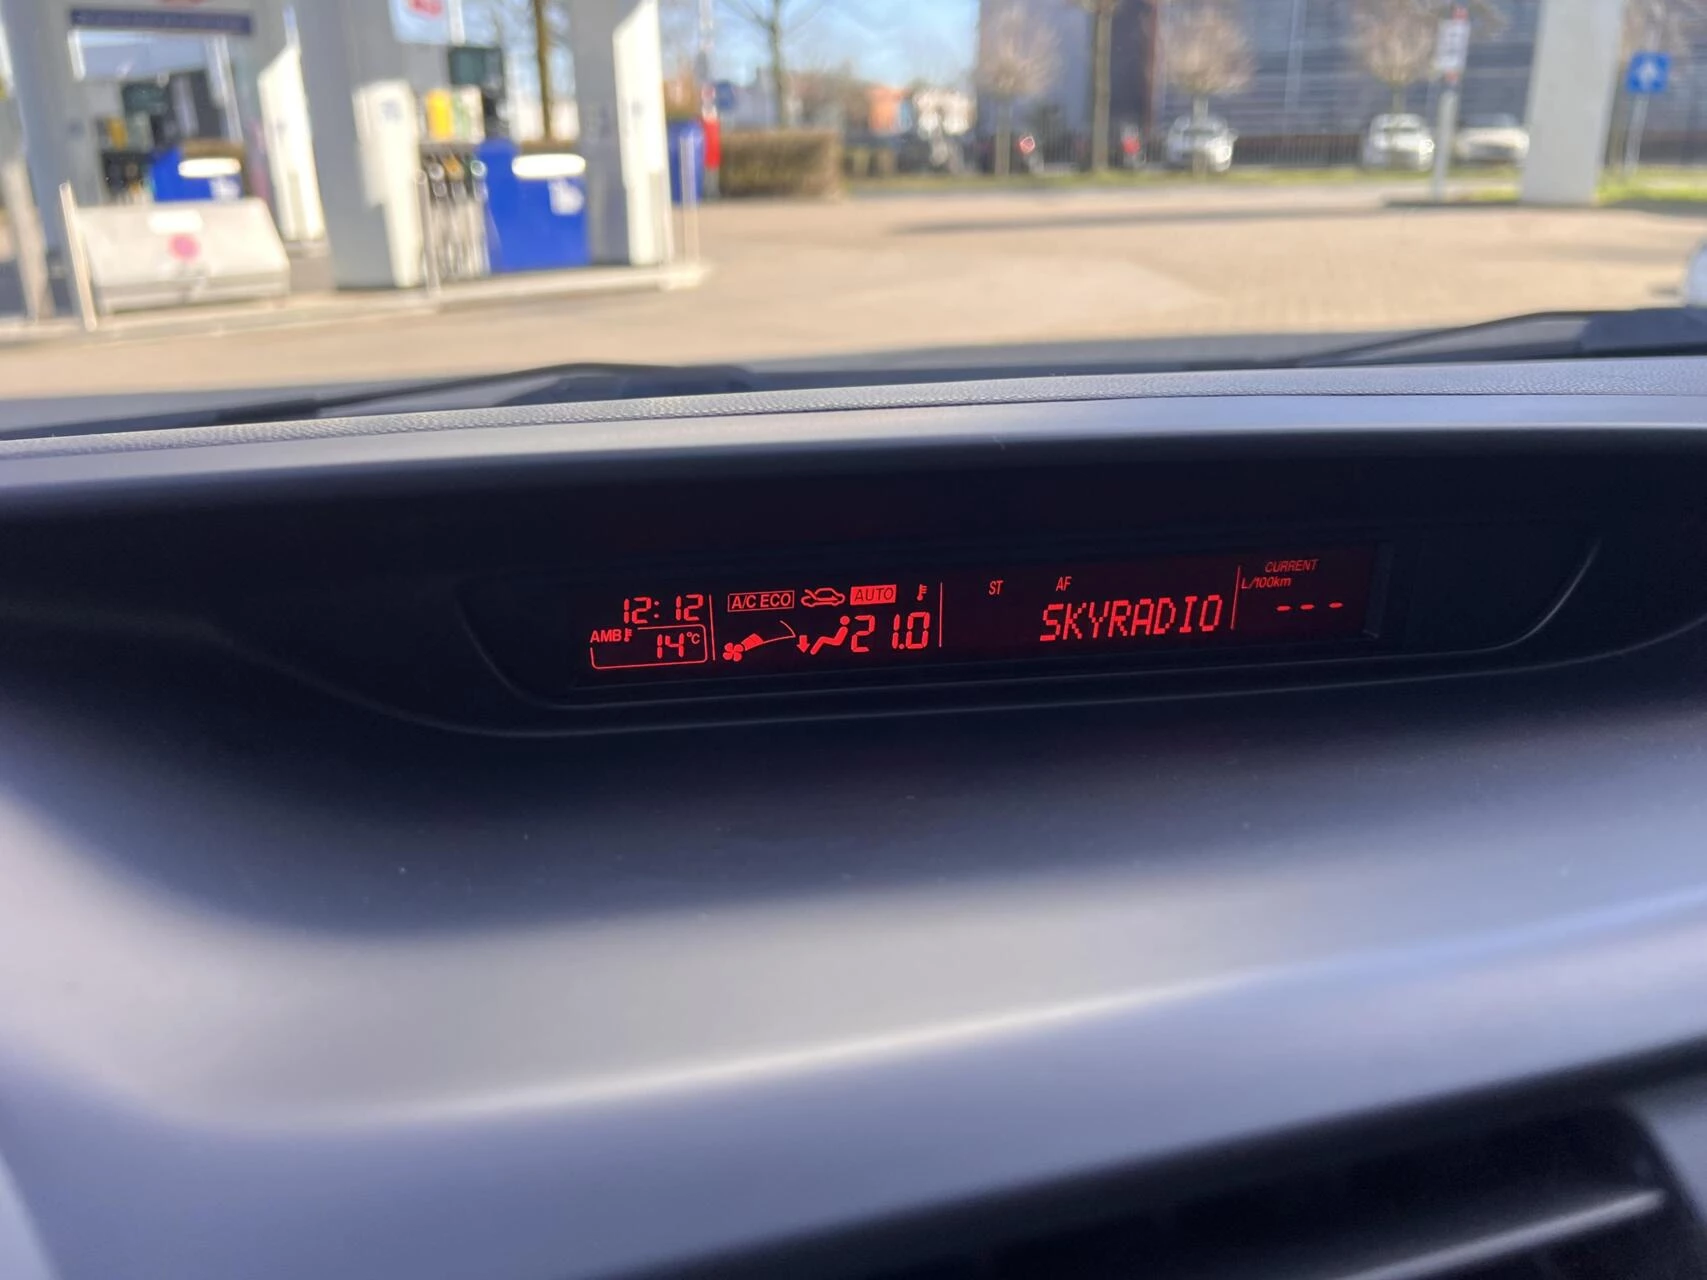 12:12
AMB 14°C
A/C ECO AUTO
21.0
ST AF
SKYRADIO
CURRENT
L/100km
---